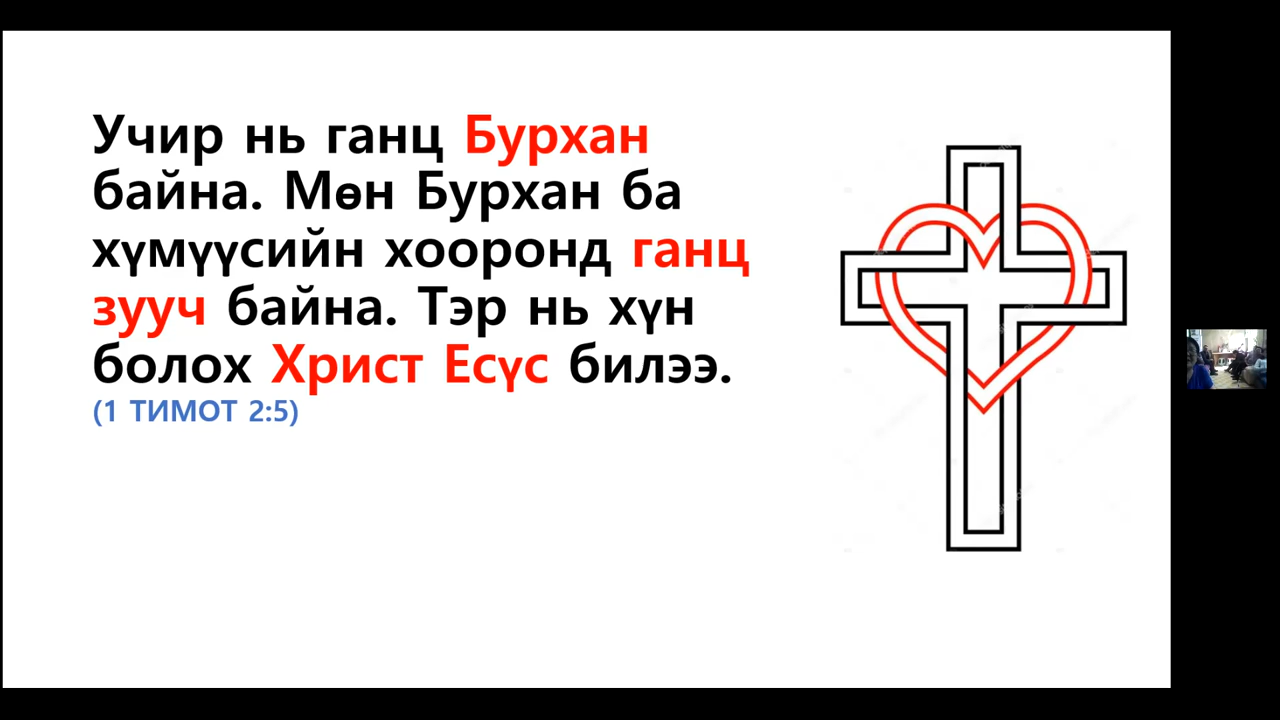 Учир нь ганц Бурхан
байна. Мөн Бурхан ба
хүмүүсийн хооронд ганц
зууч байна. Тэр нь хүн
болох Христ Есүс билээ.
(1 ТИМОТ 2:5)